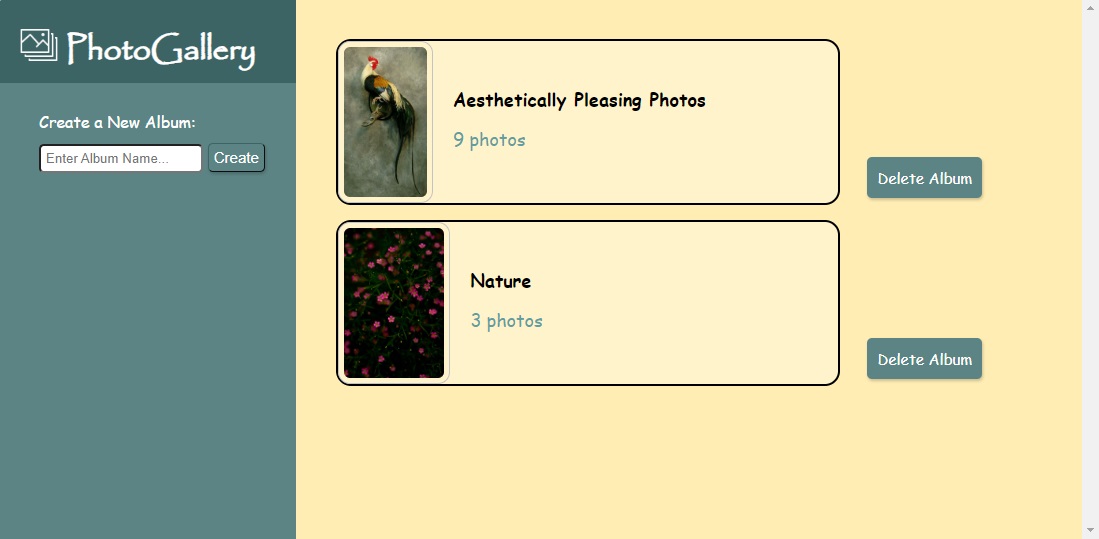 PhotoGallery
Create a New Album:
Enter Album Name...
Create
Aesthetically Pleasing Photos
9 photos
Delete Album
Nature
3 photos
Delete Album